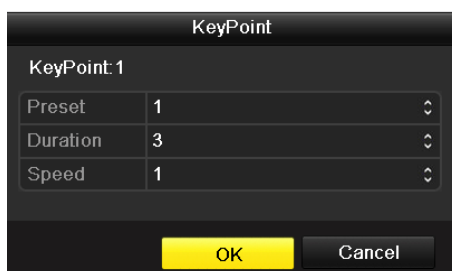 KeyPoint
KeyPoint:1
Preset 1
Duration 3
Speed 1
OK Cancel